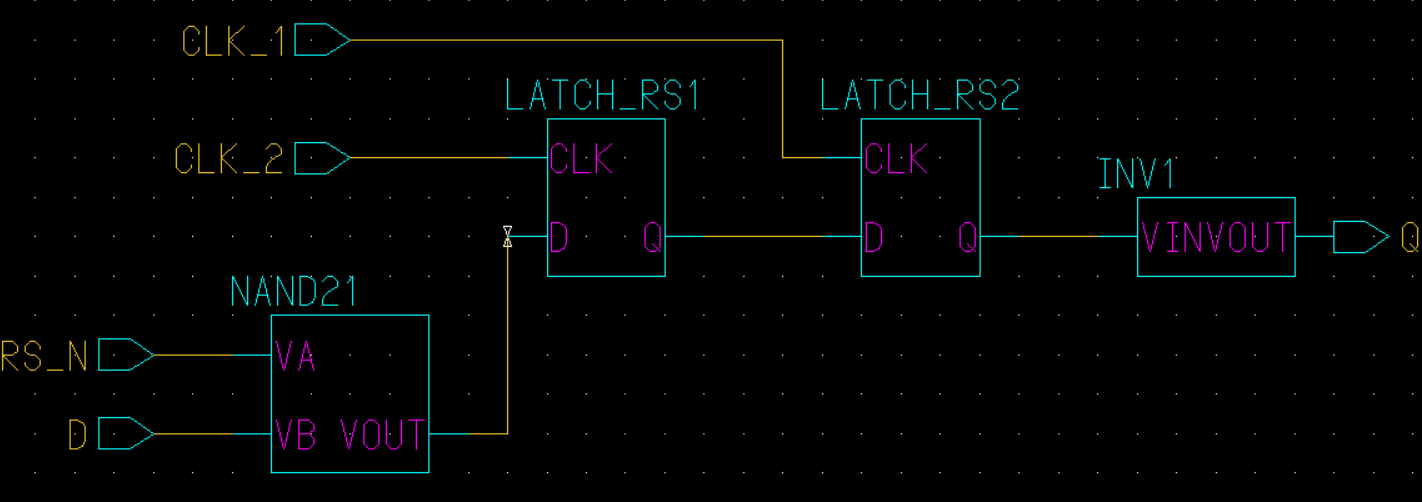 CLK_1
LATCH_RS1
LATCH_RS2
CLK_2
CLK
CLK
INV1
D
Q
D
Q
VINVOUT
Q
NAND21
RS_N
VA
D
VB
VOUT